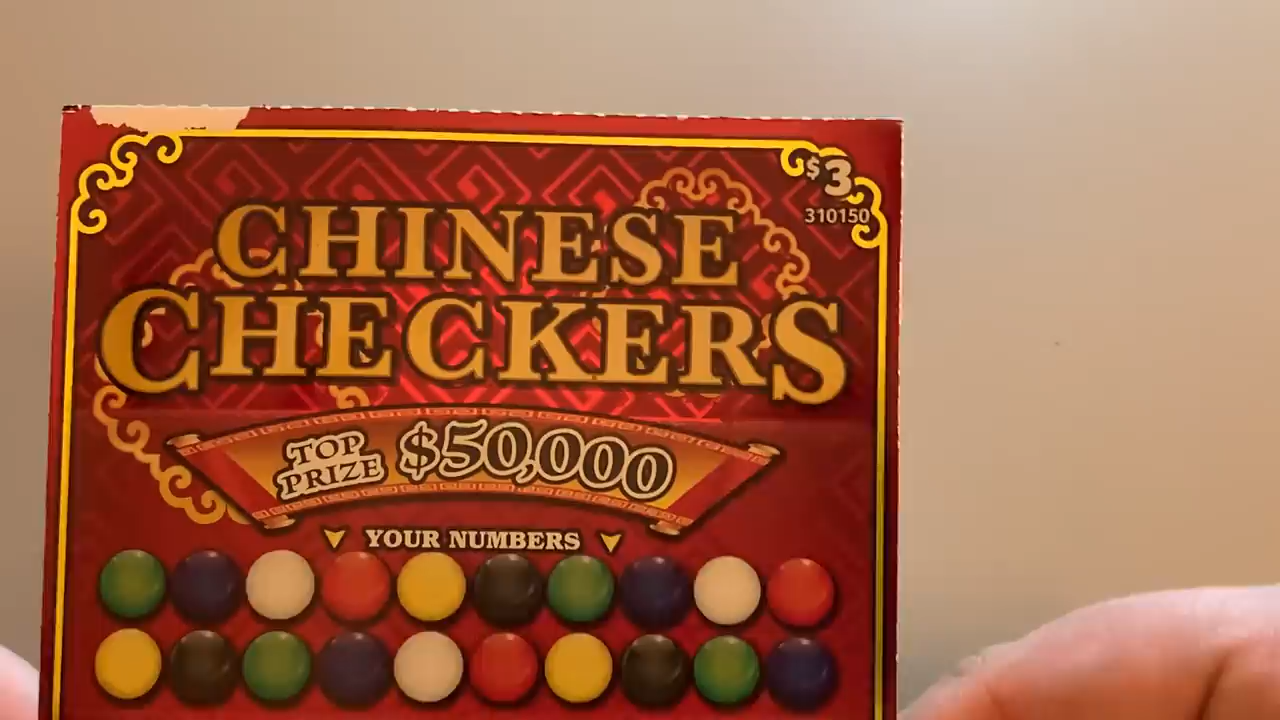 $3
310150
CHINESE
CHECKERS
TOP
PRIZE $50,000
YOUR NUMBERS